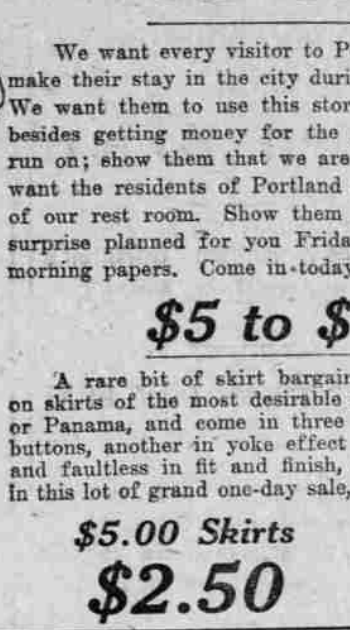 We want every visitor to P
make their stay in the city duri
We want them to use this stor
besides getting money for the
run on; show them that we are
want the residents of Portland
of our rest room. Show them
surprise planned for you Frida
morning papers. Come in today
$5 to $
A rare bit of skirt bargain
on skirts of the most desirable
or Panama, and come in three
buttons, another in yoke effect
and faultless in fit and finish,
in this lot of grand one-day sale,
$5.00 Skirts
$2.50